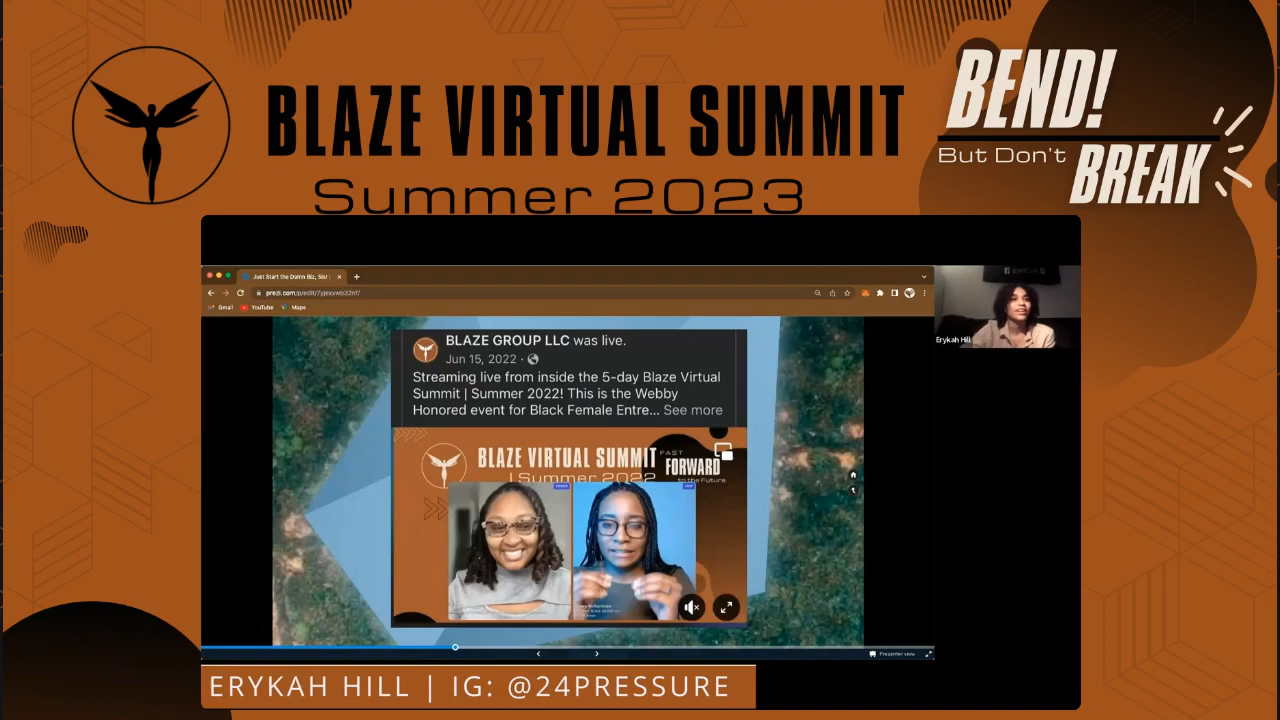 BLAZE VIRTUAL SUMMIT
Summer 2023
BEND!
But Don't
BREAK
Just Start the Damn Biz, Sis! |
prezi.com/p/edit/7yjexxwb32nf/
Gmail
YouTube
Maps
Erykah Hill
BLAZE GROUP LLC was live.
Jun 15, 2022 ·
Streaming live from inside the 5-day Blaze Virtual
Summit | Summer 2022! This is the Webby
Honored event for Black Female Entre... See more
BLAZE VIRTUAL SUMMIT
| Summer 2022
FAST
FORWARD
to the Future
Presenter view
ERYKAH HILL | IG: @24PRESSURE